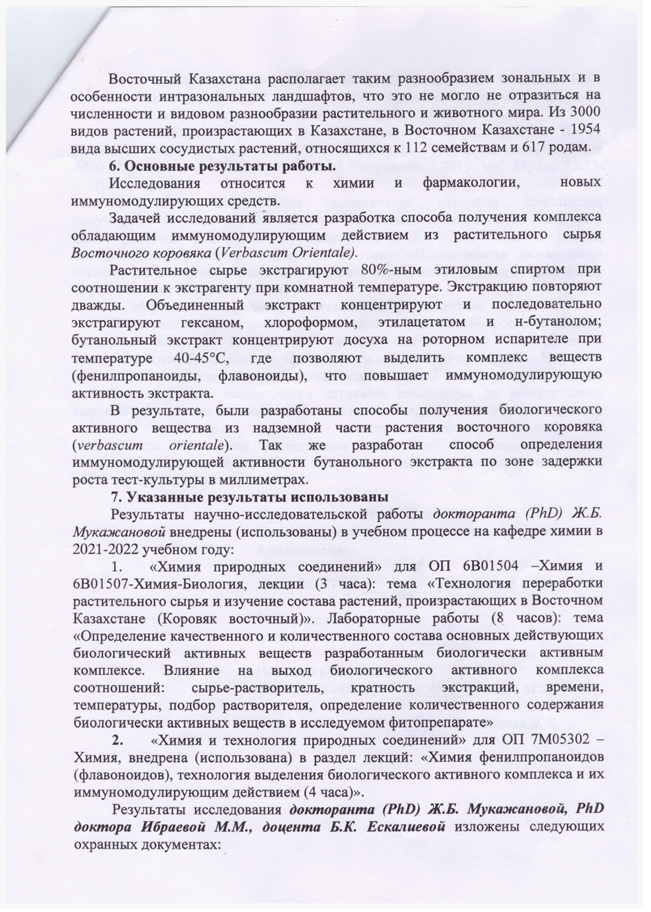 Восточный Казахстана располагает таким разнообразием зональных и в
особенности интразональных ландшафтов, что это не могло не отразиться на
численности и видовом разнообразии растительного и животного мира. Из 3000
видов растений, произрастающих в Казахстане, в Восточном Казахстане - 1954
вида высших сосудистых растений, относящихся к 112 семействам и 617 родам.
6. Основные результаты работы.
Исследования относится к химии и фармакологии, новых
иммуномодулирующих средств.
Задачей исследований является разработка способа получения комплекса
обладающим иммуномодулирующим действием из растительного сырья
Восточного коровяка (Verbascum Orientale).
Растительное сырье экстрагируют 80%-ным этиловым спиртом при
соотношении к экстрагенту при комнатной температуре. Экстракцию повторяют
дважды. Объединенный экстракт концентрируют и последовательно
экстрагируют гексаном, хлороформом, этилацетатом и н-бутанолом;
бутанольный экстракт концентрируют досуха на роторном испарителе при
температуре 40-45°С, где позволяют выделить комплекс веществ
(фенилпропаноиды, флавоноиды), что повышает иммуномодулирующую
активность экстракта.
В результате, были разработаны способы получения биологического
активного вещества из надземной части растения восточного коровяка
(verbascum orientale). Так же разработан способ определения
иммуномодулирующей активности бутанольного экстракта по зоне задержки
роста тест-культуры в миллиметрах.
7. Указанные результаты использованы
Результаты научно-исследовательской работы докторанта (PhD) Ж.Б.
Мукажановой внедрены (использованы) в учебном процессе на кафедре химии в
2021-2022 учебном году:
1. «Химия природных соединений» для ОП 6В01504 –Химия и
6В01507-Химия-Биология, лекции (3 часа): тема «Технология переработки
растительного сырья и изучение состава растений, произрастающих в Восточном
Казахстане (Коровяк восточный)». Лабораторные работы (8 часов): тема
«Определение качественного и количественного состава основных действующих
биологический активных веществ разработанным биологически активным
комплексе. Влияние на выход биологического активного комплекса
соотношений: сырье-растворитель, кратность экстракций, времени,
температуры, подбор растворителя, определение количественного содержания
биологически активных веществ в исследуемом фитопрепарате»
2. «Химия и технология природных соединений» для ОП 7М05302 –
Химия, внедрена (использована) в раздел лекций: «Химия фенилпропаноидов
(флавоноидов), технология выделения биологического активного комплекса и их
иммуномодулирующим действием (4 часа)».
Результаты исследования докторанта (PhD) Ж.Б. Мукажановой, PhD
доктора Ибраевой М.М., доцента Б.К. Ескалиевой изложены следующих
охранных документах: